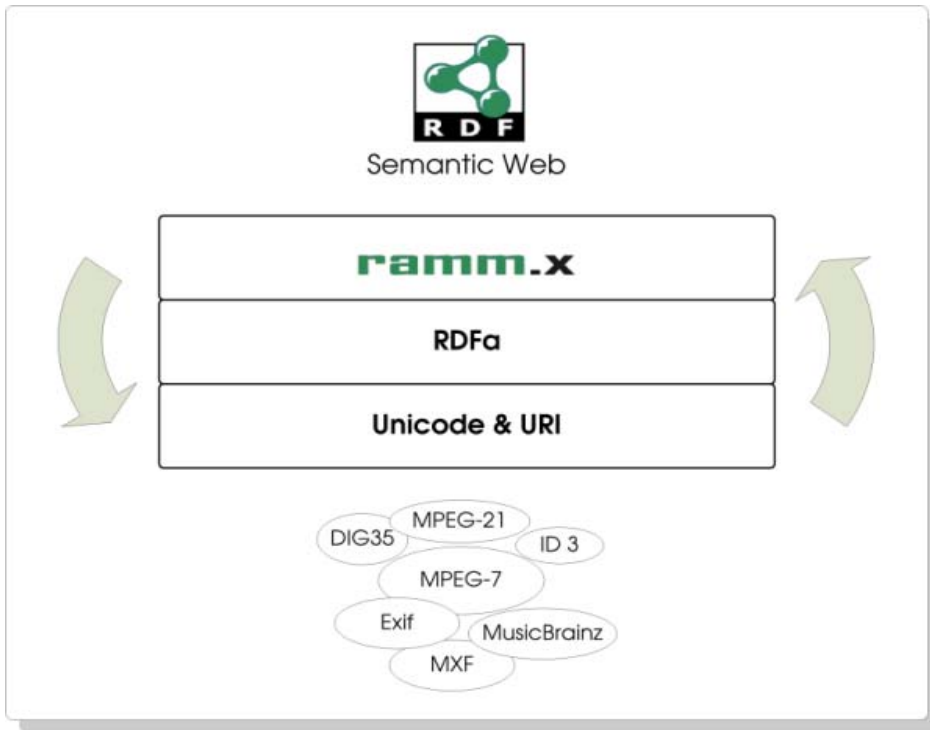 RDF
Semantic Web
ramm.x
RDFa
Unicode & URI
MPEG-21
DIG35
ID 3
MPEG-7
Exif
MusicBrainz
MXF